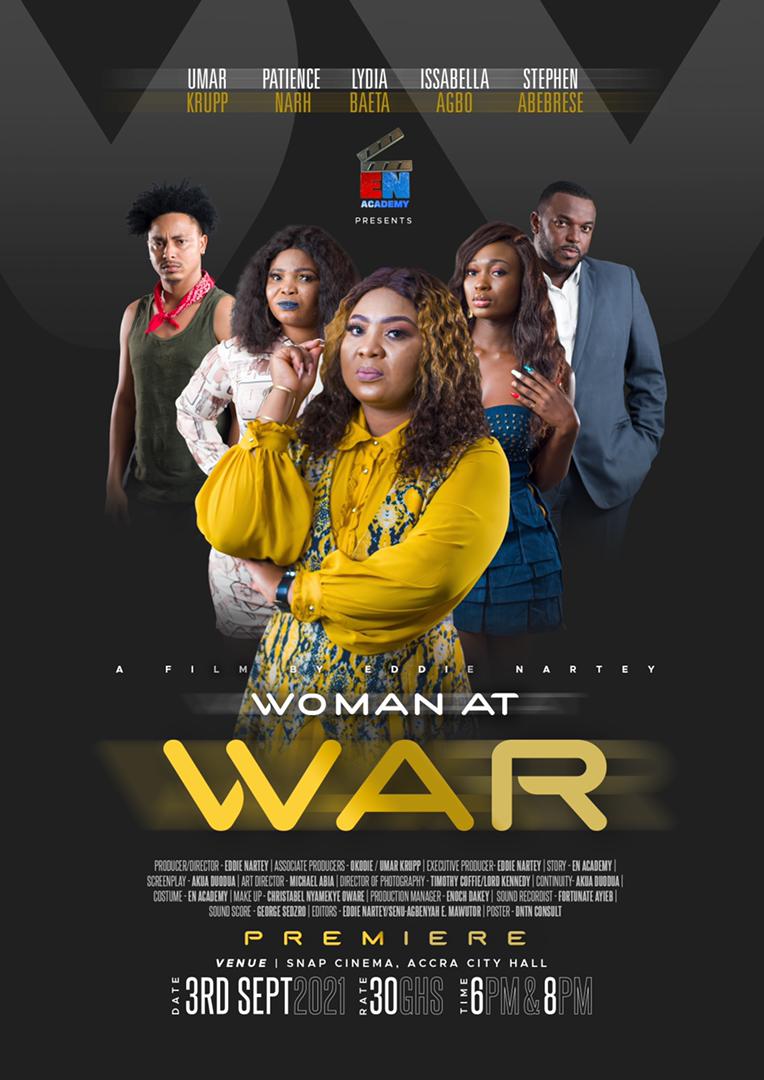 UMAR PATIENCE LYDIA ISSABELLA STEPHEN
KRUPP NARH BAETA AGBO ABEBRESE
EN
ACADEMY
PRESENTS
A FILM BY EDDIE NARTEY
WOMAN AT
WAR
PRODUCER/DIRECTOR - EDDIE NARTEY | ASSOCIATE PRODUCERS - OKODIE / UMAR KRUPP | EXECUTIVE PRODUCER- EDDIE NARTEY | STORY - EN ACADEMY |
SCREENPLAY - AKUA DUODUA | ART DIRECTOR - MICHAEL ABIA | DIRECTOR OF PHOTOGRAPHY - TIMOTHY COFFIE/LORD KENNEDY | CONTINUITY- AKUA DUODUA |
COSTUME - EN ACADEMY | MAKE UP - CHRISTABEL NYAMEKYE OWARE | PRODUCTION MANAGER - ENOCH DAKEY | SOUND RECORDIST - FORTUNATE AYIEB |
SOUND SCORE - GEORGE SEDZRO | EDITORS - EDDIE NARTEY/SENU-AGBENYAH E. MAWUTOR | POSTER - DNTN CONSULT
PREMIERE
VENUE | SNAP CINEMA, ACCRA CITY HALL
DATE 3RD SEPT2021 RATE 30GHS TIME 6PM & 8PM